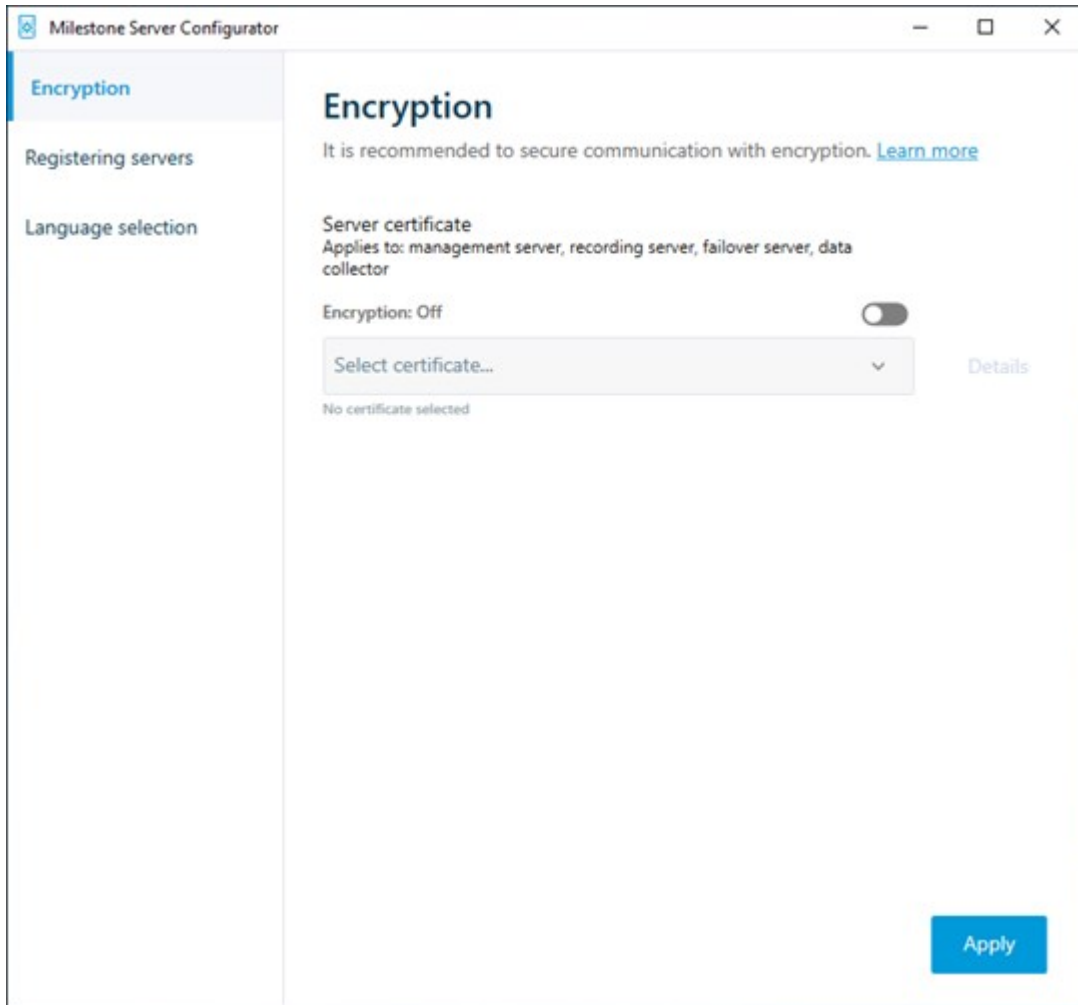 Milestone Server Configurator
Encryption
Registering servers
Language selection
Encryption
It is recommended to secure communication with encryption. Learn more
Server certificate
Applies to: management server, recording server, failover server, data
collector
Encryption: Off
Select certificate...
Details
No certificate selected
Apply